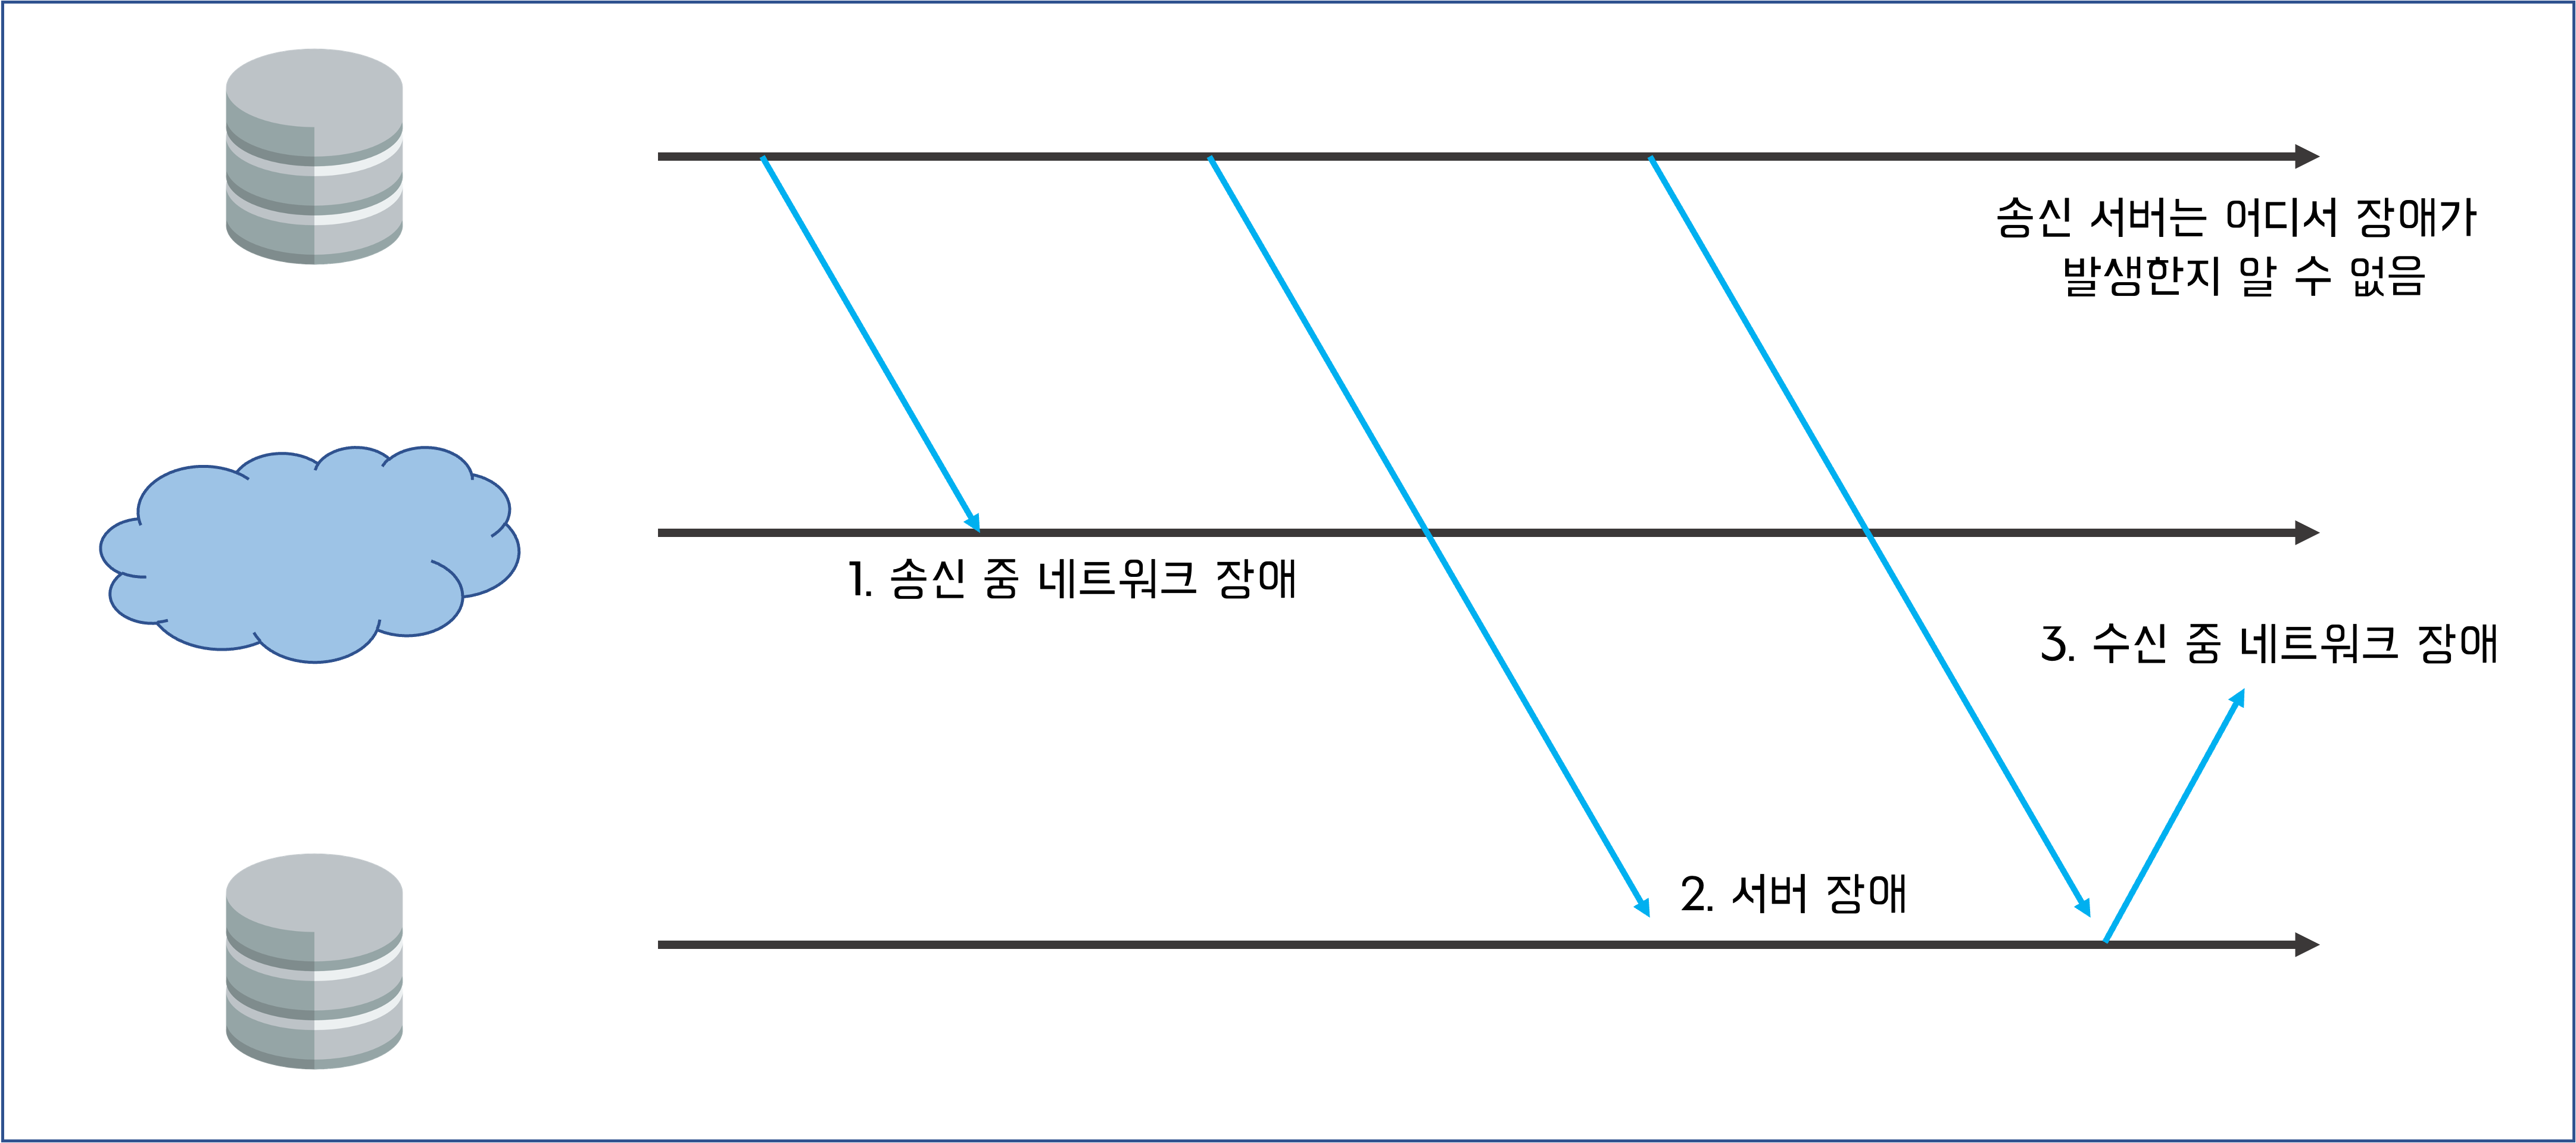 송신 서버는 어디서 장애가
발생한지 알 수 없음
1. 송신 중 네트워크 장애
3. 수신 중 네트워크 장애
2. 서버 장애